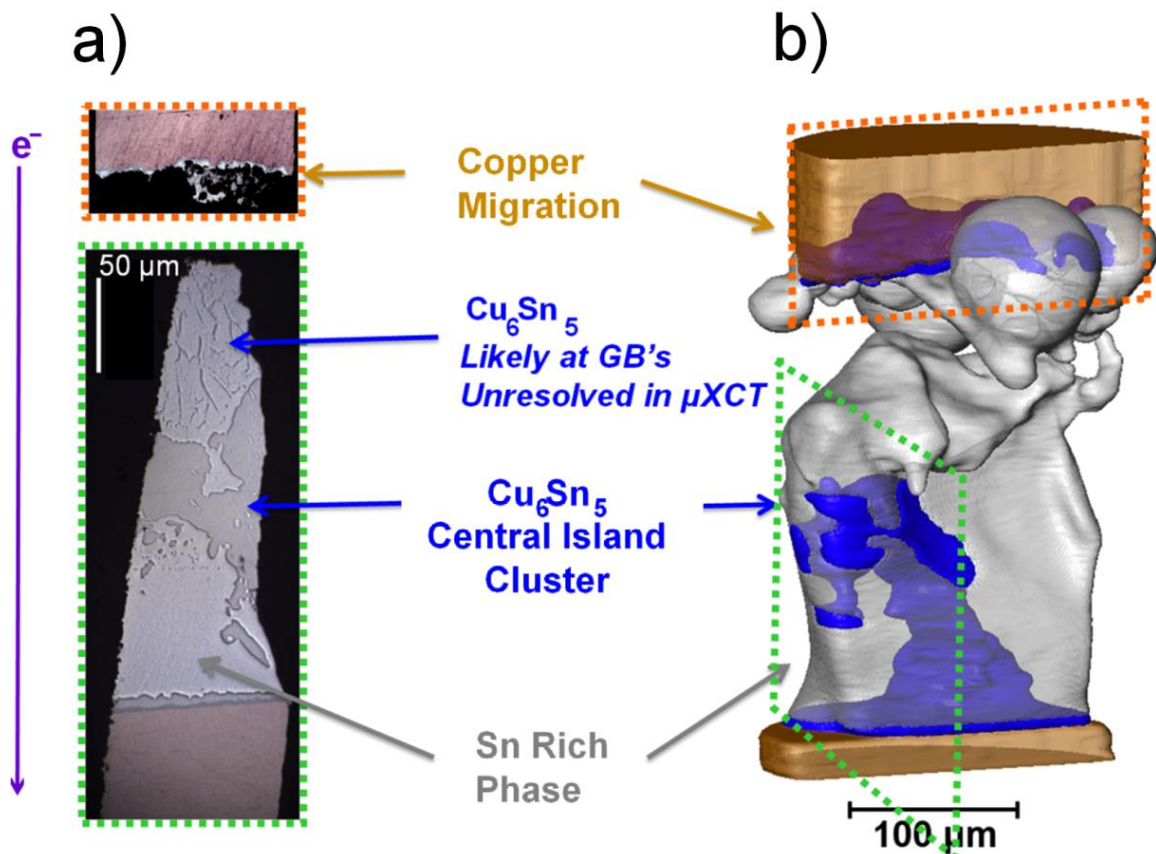 a)
b)
e⁻
Copper
Migration
50 µm
Cu₆Sn₅
Likely at GB's
Unresolved in µXCT
Cu₆Sn₅
Central Island
Cluster
Sn Rich
Phase
100 µm